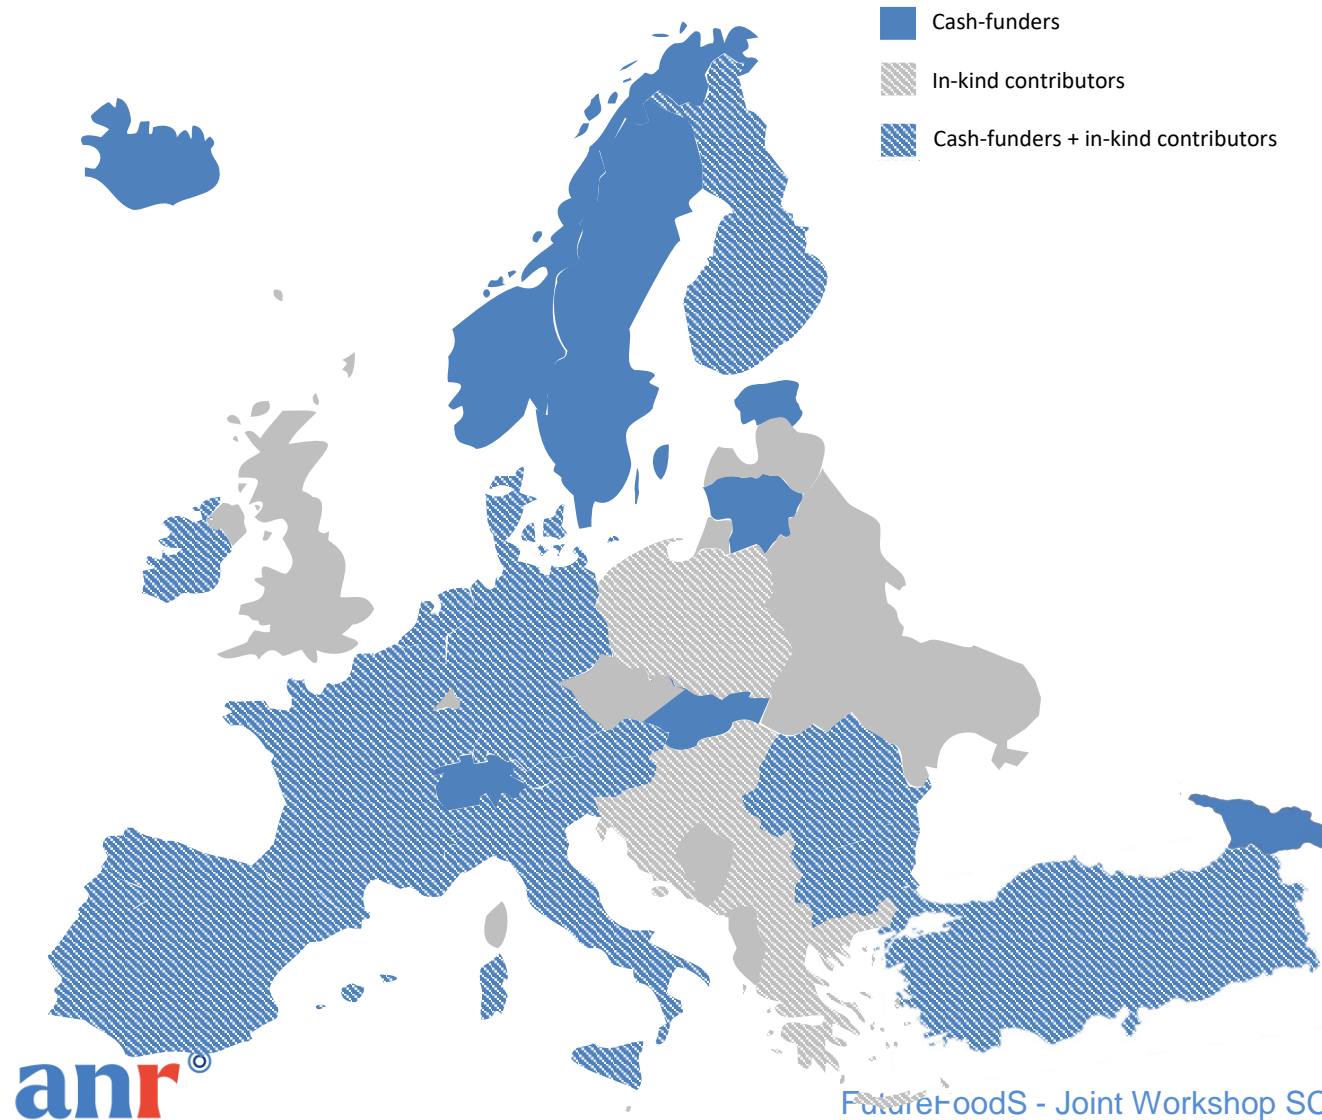 Cash-funders
In-kind contributors
Cash-funders + in-kind contributors
anr
FutureFoodS - Joint Workshop SC